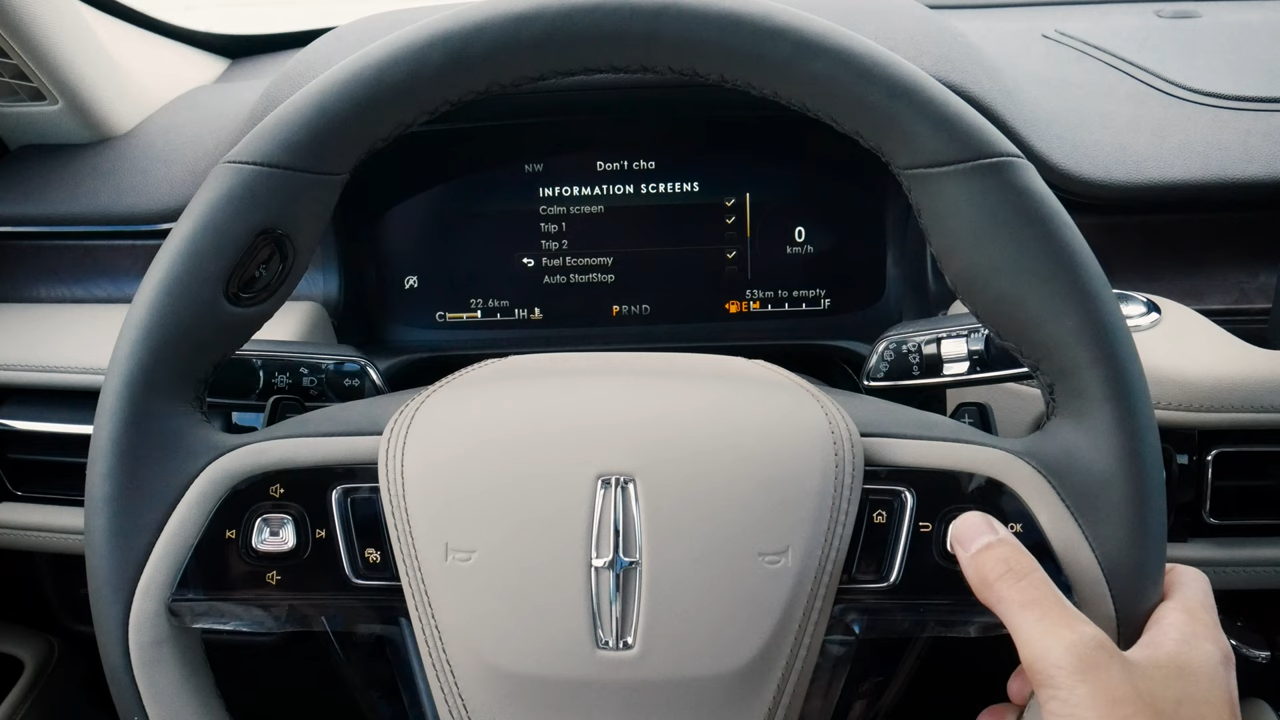 NW
Don't cha
INFORMATION SCREENS
Calm screen
Trip 1
Trip 2
Fuel Economy
Auto StartStop
0
km/h
22.6km
C H
PRND
53km to empty
E F
OK